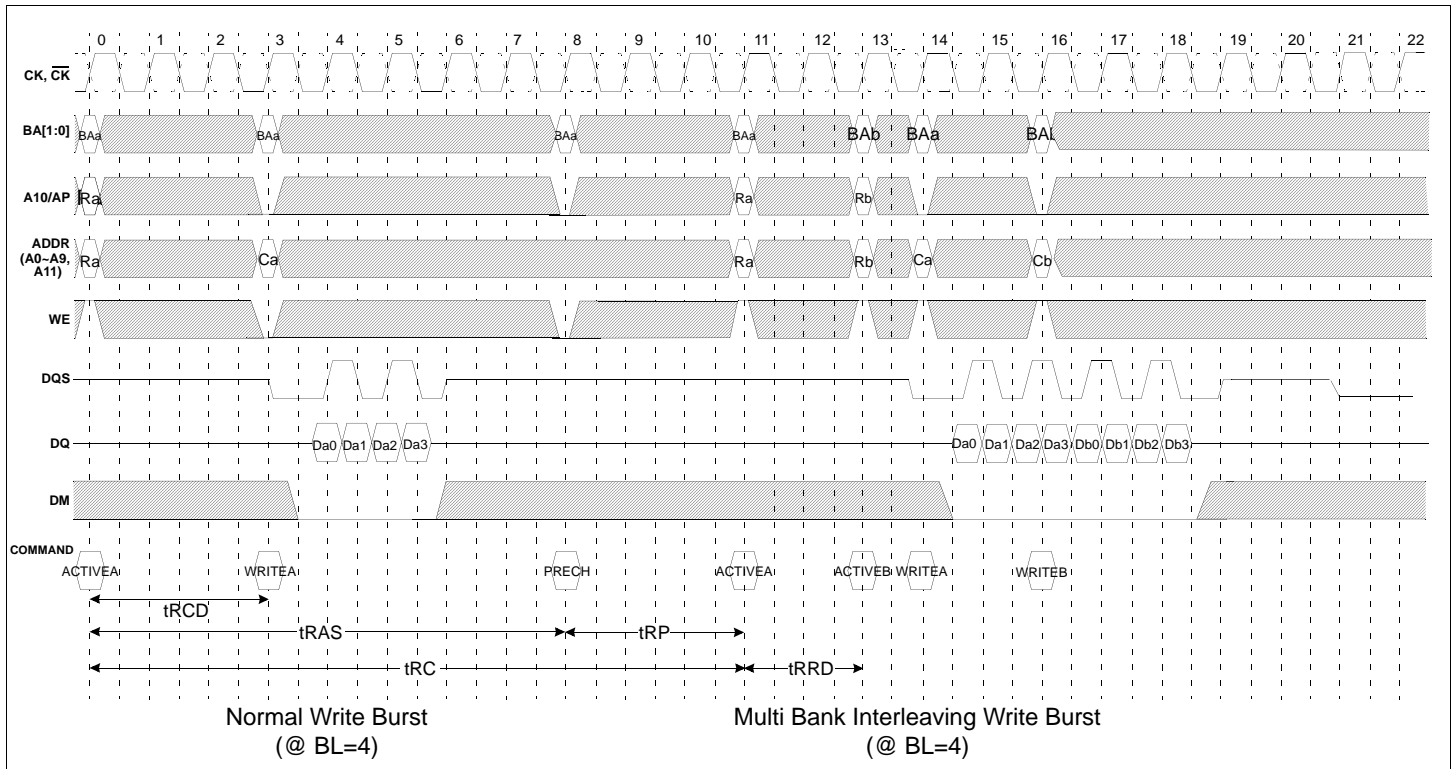 0 1 2 3 4 5 6 7 8 9 10 11 12 13 14 15 16 17 18 19 20 21 22
CK, CK
BA[1:0] BAa BAa BAa BAa BAb BAa
A10/AP Ra Ra Rb
ADDR
(A0~A9,
A11)
Ra Ca Ra Rb Ca Cb
WE
DQS
DQ Da0 Da1 Da2 Da3 Da0 Da1 Da2 Da3 Db0 Db1 Db2 Db3
DM
COMMAND
ACTIVEA WRITEA PRECH ACTIVEA ACTIVEB WRITEA WRITEB
tRCD
tRAS tRP
tRC tRRD
Normal Write Burst Multi Bank Interleaving Write Burst
(@ BL=4) (@ BL=4)